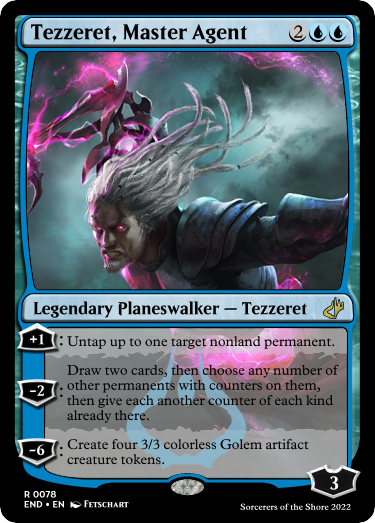 Tezzeret, Master Agent 2
Legendary Planeswalker — Tezzeret
+1: Untap up to one target nonland permanent.
Draw two cards, then choose any number of
-2: other permanents with counters on them,
then give each another counter of each kind
already there.
-6: Create four 3/3 colorless Golem artifact
creature tokens.
3
R 0078
END • EN FETSCHART
Sorcerers of the Shore 2022